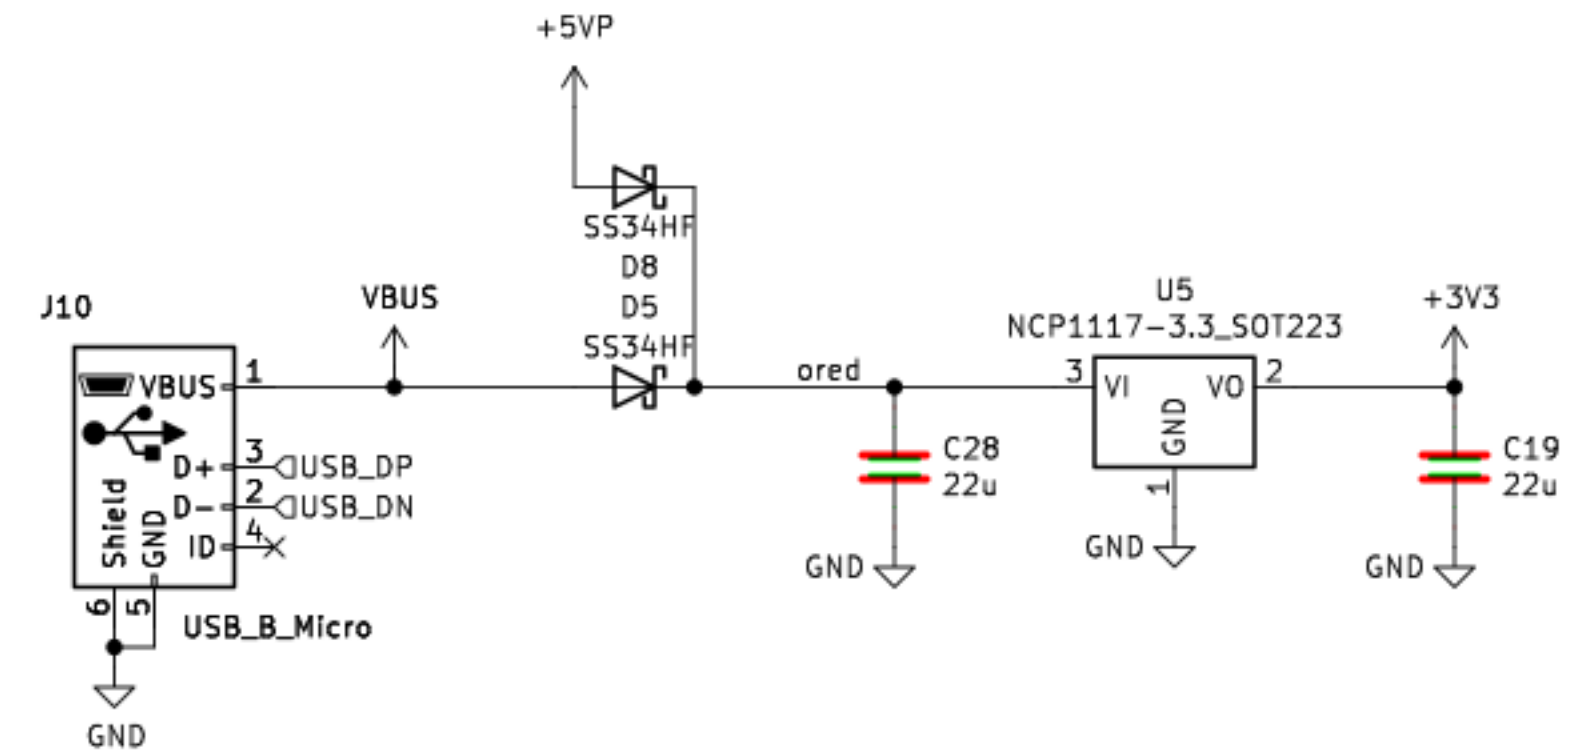 +5VP
SS34HF
D8
D5
SS34HF
J10
VBUS
VBUS
1
D+
3
USB_DP
D-
2
USB_DN
ID
4
Shield
GND
6
5
USB_B_Micro
GND
ored
C28
22u
GND
U5
NCP1117-3.3_SOT223
3
VI
VO
2
GND
1
GND
+3V3
C19
22u
GND